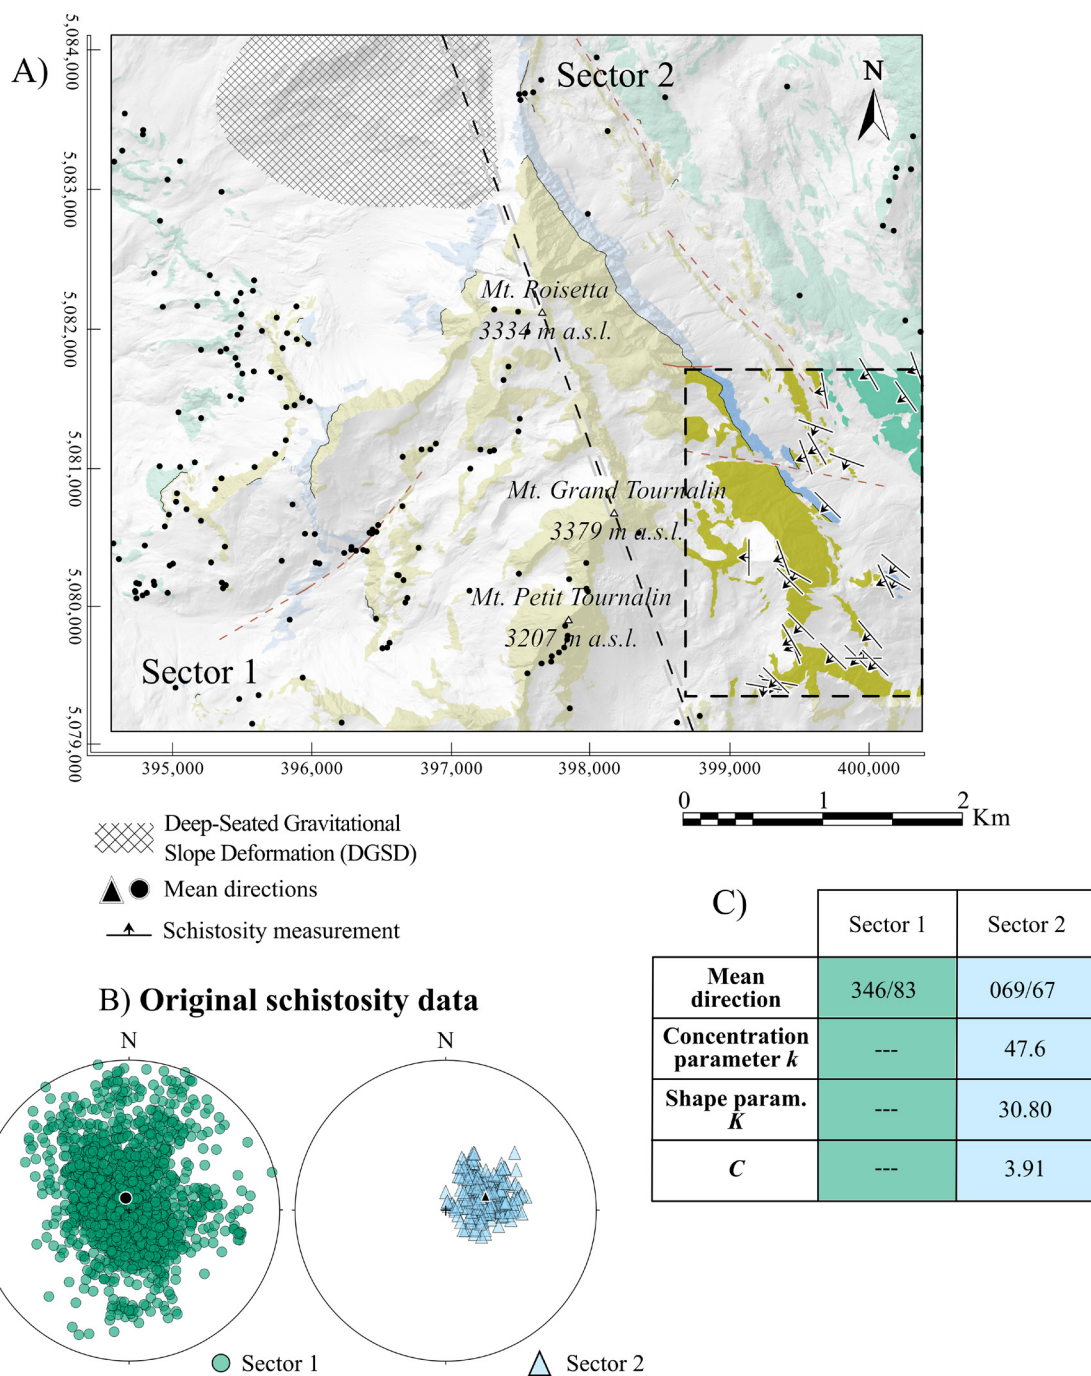 A)
Sector 2
N
5,084,000
5,083,000
5,082,000
5,081,000
5,080,000
5,079,000
Mt. Roisetta
3334 m a.s.l.
Mt. Grand Tournalin
3379 m a.s.l.
Mt. Petit Tournalin
3207 m a.s.l.
Sector 1
395,000
396,000
397,000
398,000
399,000
400,000
0
1
2
Km
Deep-Seated Gravitational
Slope Deformation (DGSD)
Mean directions
Schistosity measurement
C)
Sector 1
Sector 2
Mean
direction
346/83
069/67
Concentration
parameter k
---
47.6
Shape param.
K
---
30.80
C
---
3.91
B) Original schistosity data
N
N
Sector 1
Sector 2